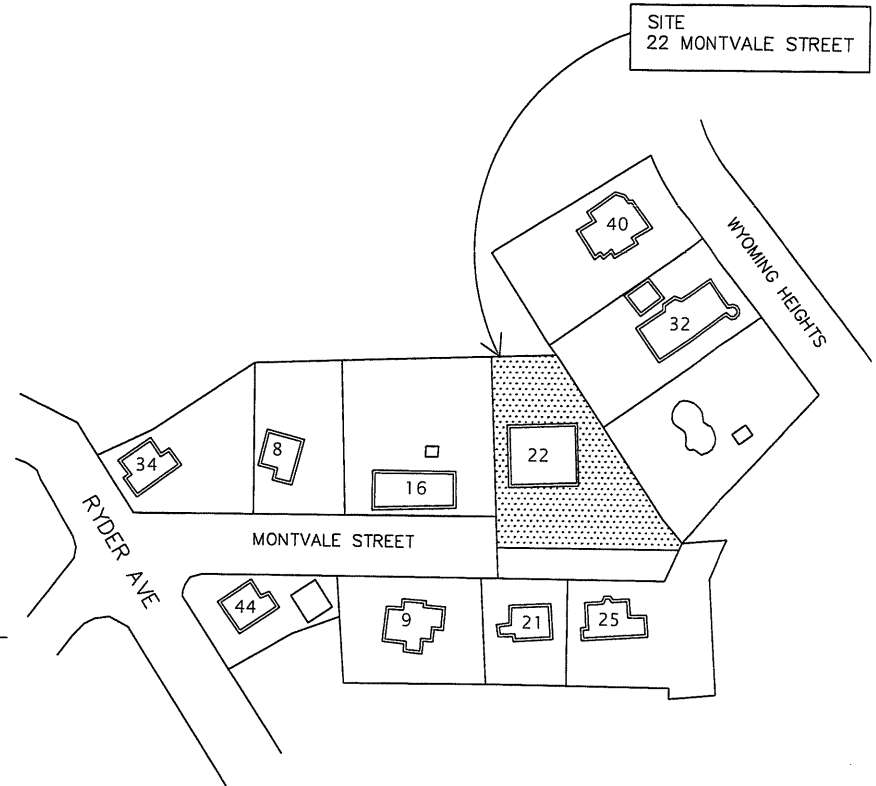 SITE
22 MONTVALE STREET
40
WYOMING HEIGHTS
32
34
8
22
16
RYDER AVE
MONTVALE STREET
44
9
21
25